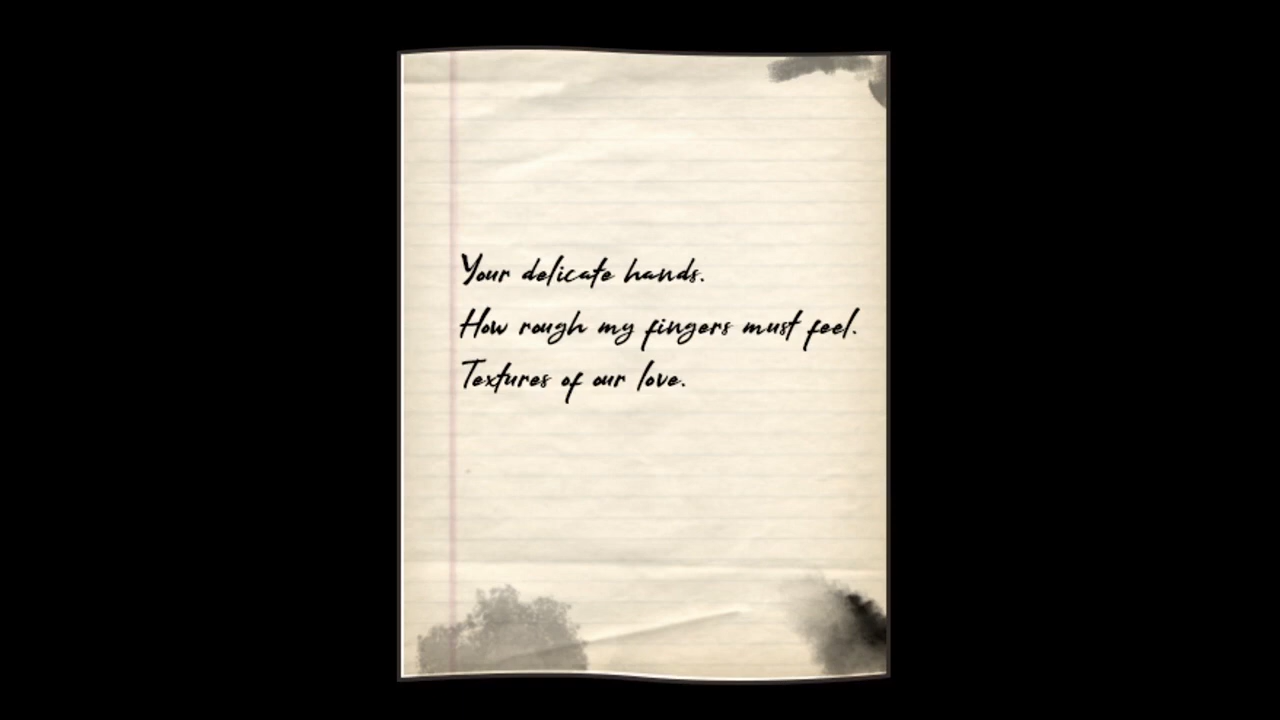 Your delicate hands.
How rough my fingers must feel.
Textures of our love.